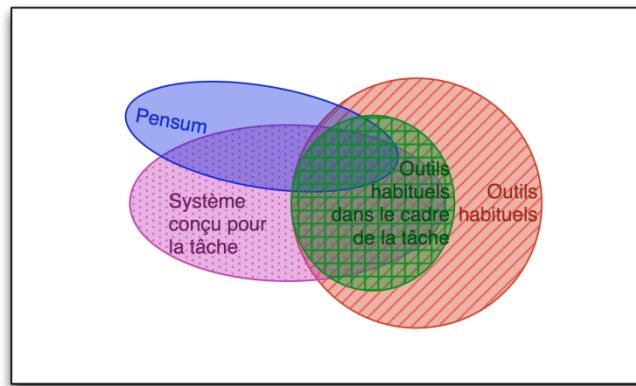 Pensum
Système
conçu pour
la tâche
Outils
habituels
dans le cadre
de la tâche
Outils
habituels